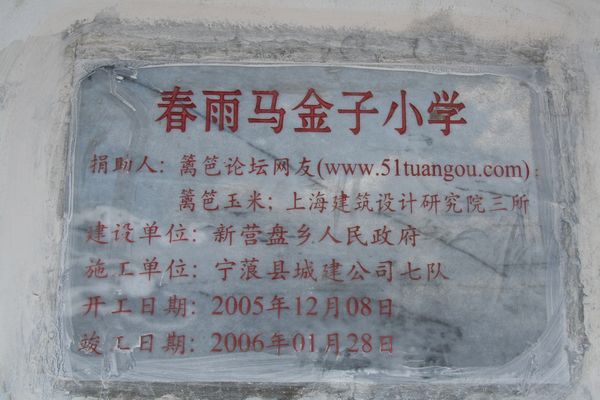 春雨马金子小学
捐助人：篱笆论坛网友(www.51tuangou.com)；
篱笆玉米；上海建筑设计研究院三所
建设单位：新营盘乡人民政府
施工单位：宁蒗县城建公司七队
开工日期：2005年12月08日
竣工日期：2006年01月28日